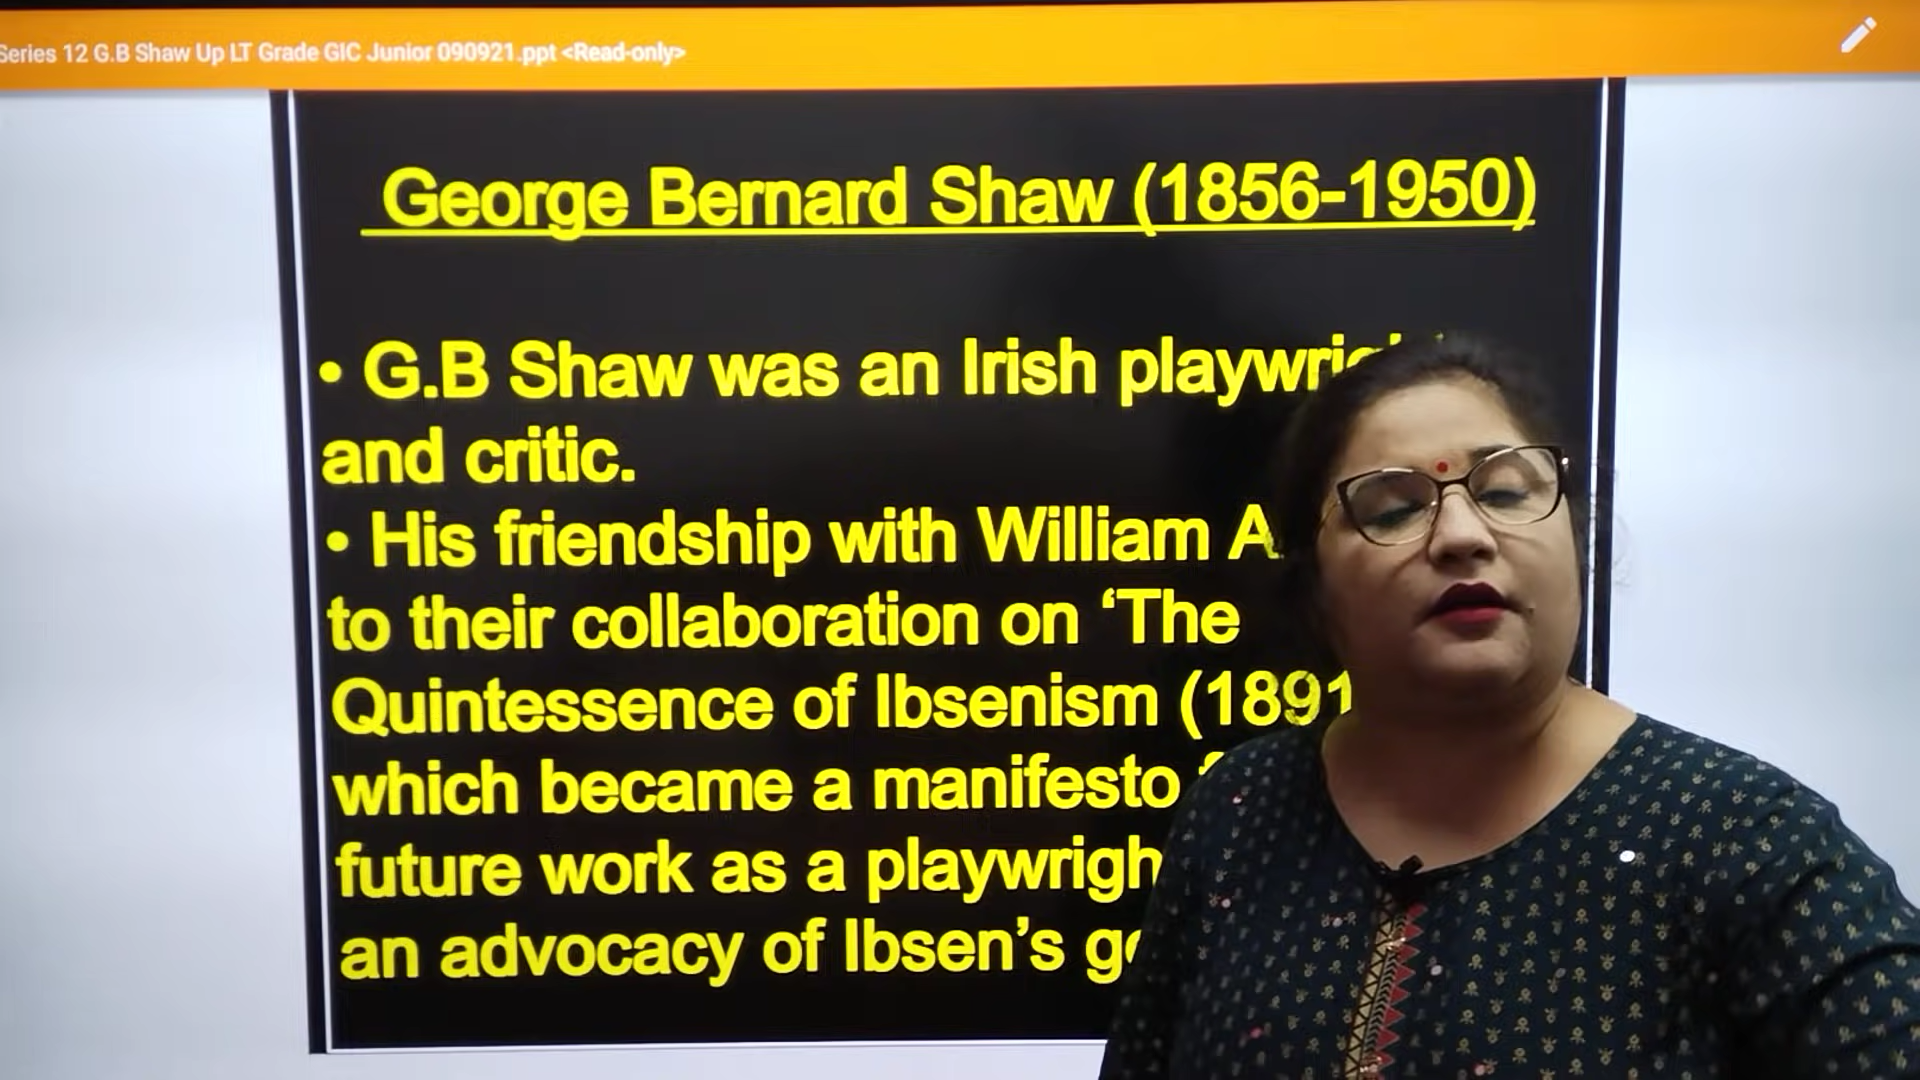 Series 12 G.B Shaw Up LT Grade GIC Junior 090921.ppt <Read-only>
George Bernard Shaw (1856-1950)
• G.B Shaw was an Irish
and critic.
• His friendship with William
to their collaboration on ‘The
Quintessence of Ibsenism (1891
which became a manifesto
future work as a
an advocacy of Ibsen’s